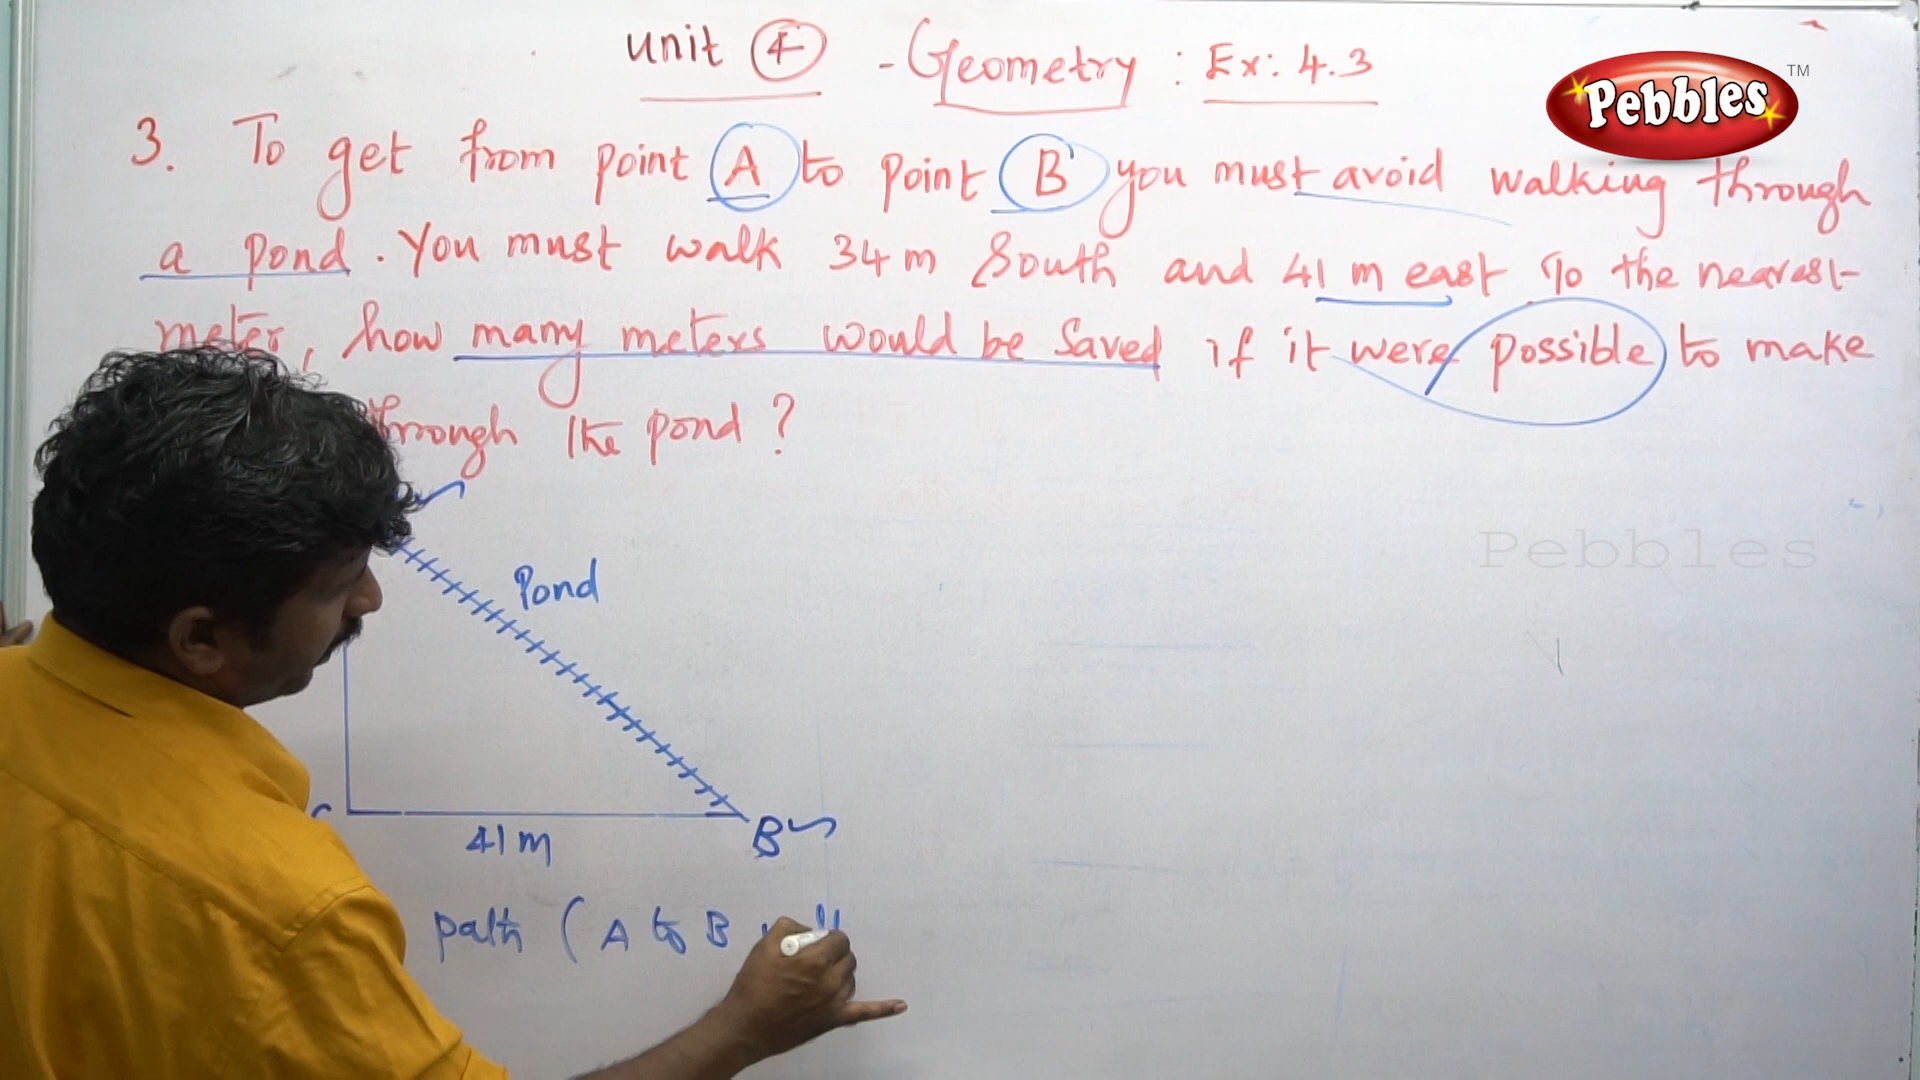 unit 4 - Geometry : Ex: 4.3
Pebbles TM
3. To get from point A to point B you must avoid walking through
a pond. You must walk 34 m South and 41 m east To the nearest
meter, how many meters would be saved if it were possible to make
through the pond ?
Pond
Pebbles
41 m
B
path ( A to B